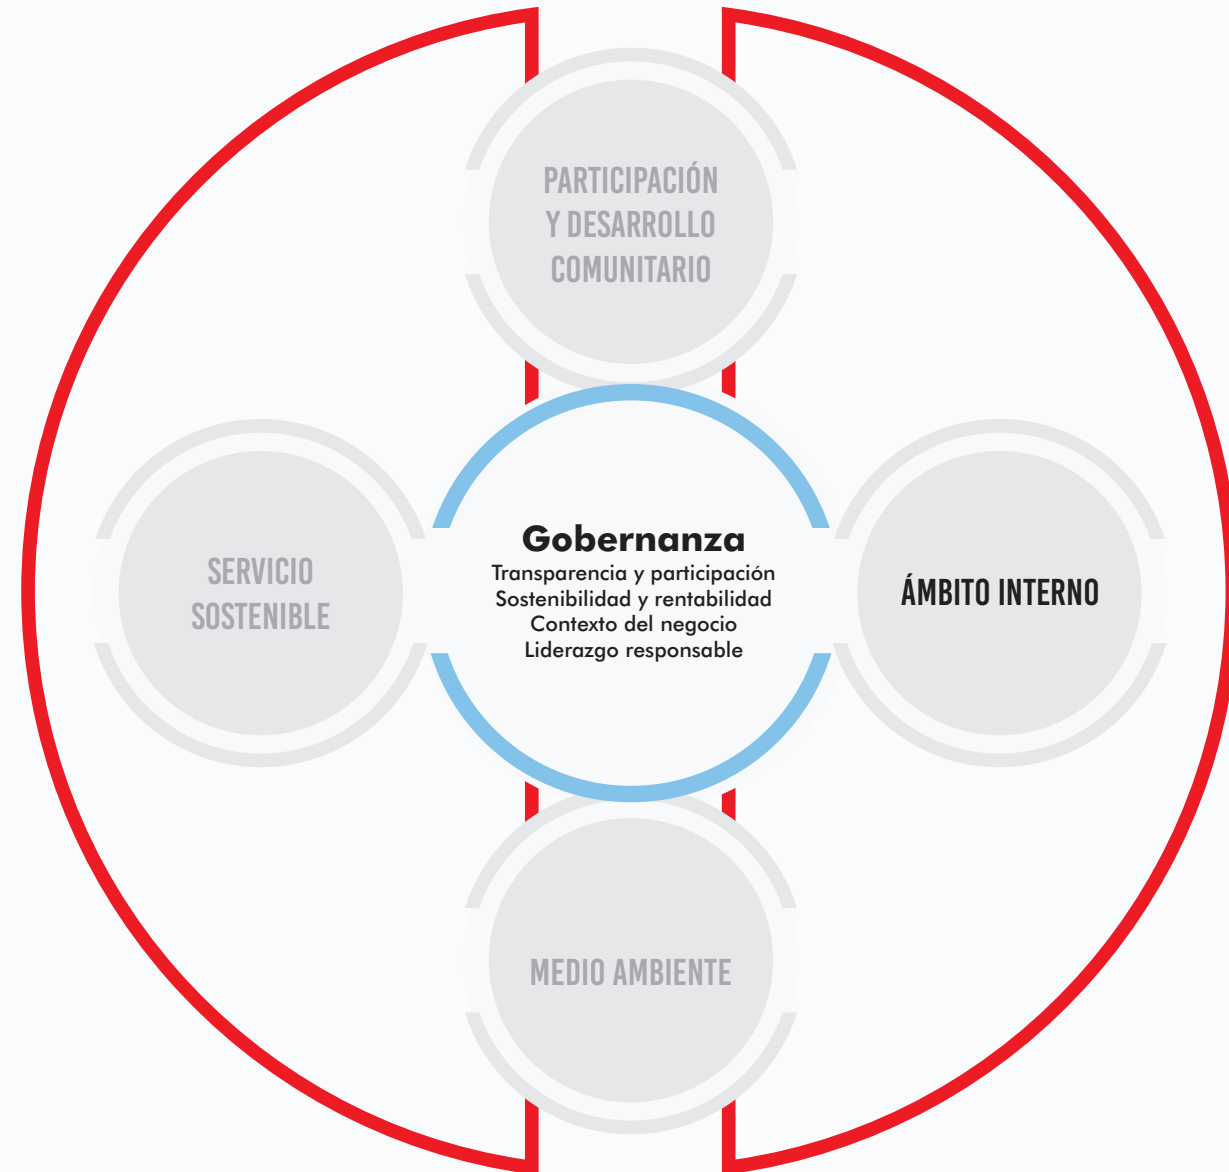 PARTICIPACIÓN
Y DESARROLLO
COMUNITARIO
SERVICIO
SOSTENIBLE
Gobernanza
Transparencia y participación
Sostenibilidad y rentabilidad
Contexto del negocio
Liderazgo responsable
ÁMBITO INTERNO
MEDIO AMBIENTE